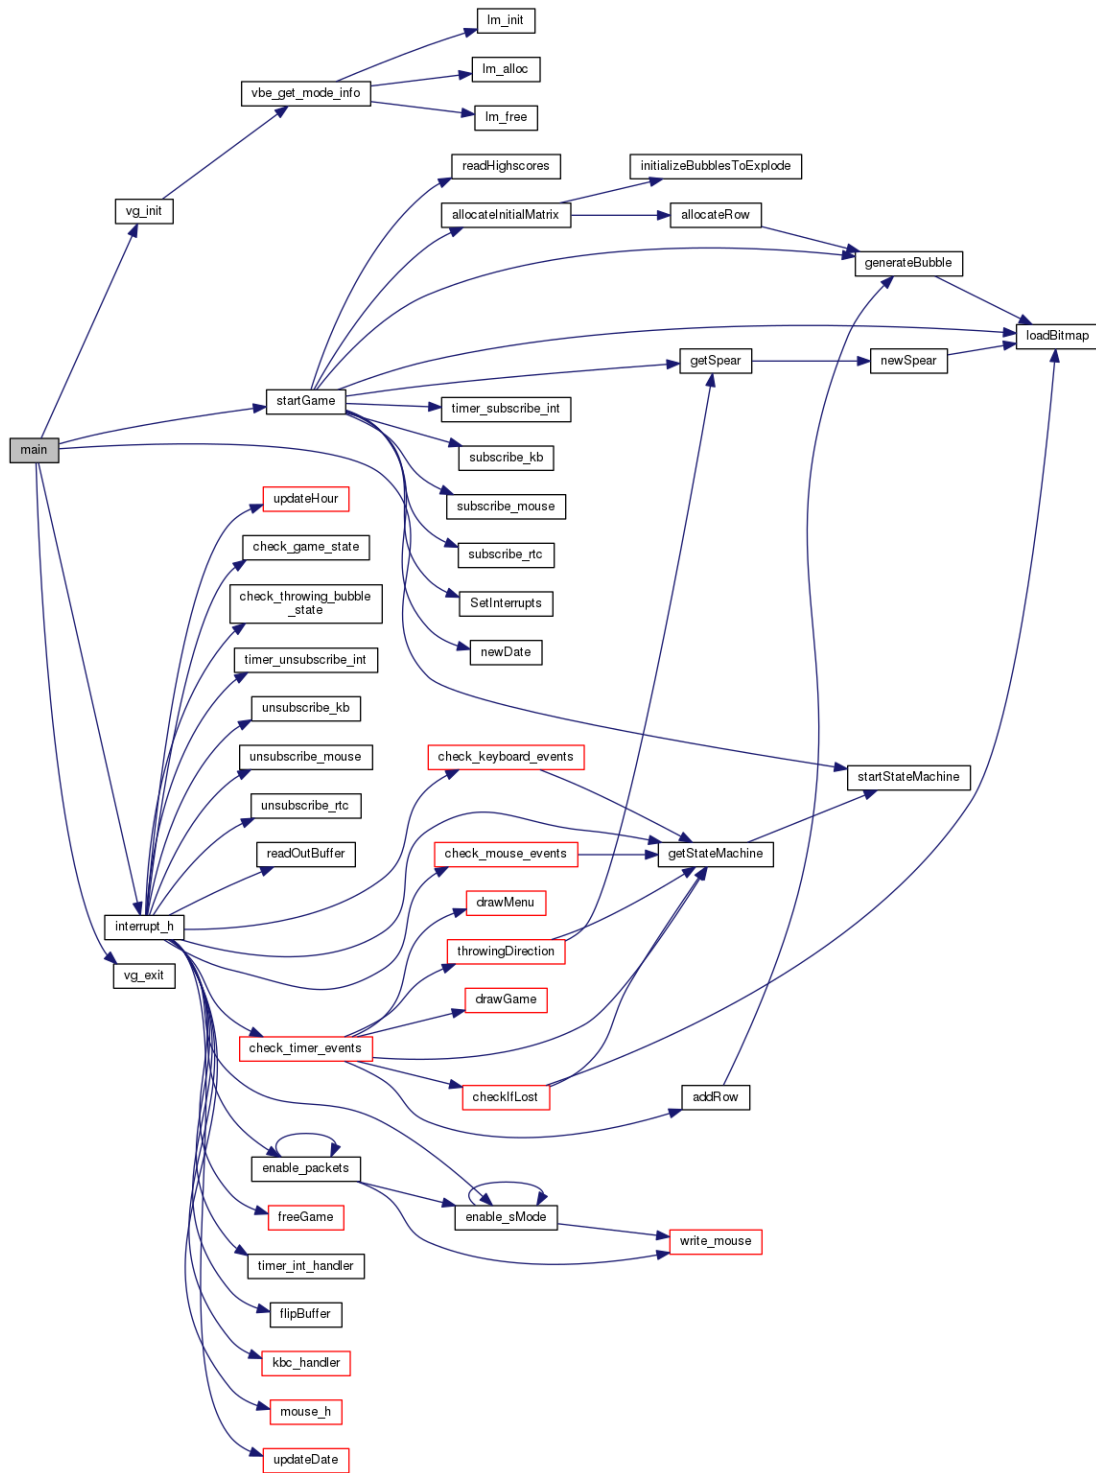 lm_init
lm_alloc
vbe_get_mode_info
lm_free
readHighscores
initializeBubblesToExplode
vg_init
allocateInitialMatrix
allocateRow
generateBubble
loadBitmap
getSpear
newSpear
startGame
timer_subscribe_int
main
subscribe_kb
updateHour
subscribe_mouse
check_game_state
subscribe_rtc
check_throwing_bubble
_state
SetInterrupts
timer_unsubscribe_int
newDate
unsubscribe_kb
unsubscribe_mouse
check_keyboard_events
startStateMachine
unsubscribe_rtc
readOutBuffer
check_mouse_events
getStateMachine
drawMenu
interrupt_h
throwingDirection
vg_exit
drawGame
check_timer_events
checkIfLost
addRow
enable_packets
freeGame
enable_sMode
write_mouse
timer_int_handler
flipBuffer
kbc_handler
mouse_h
updateDate